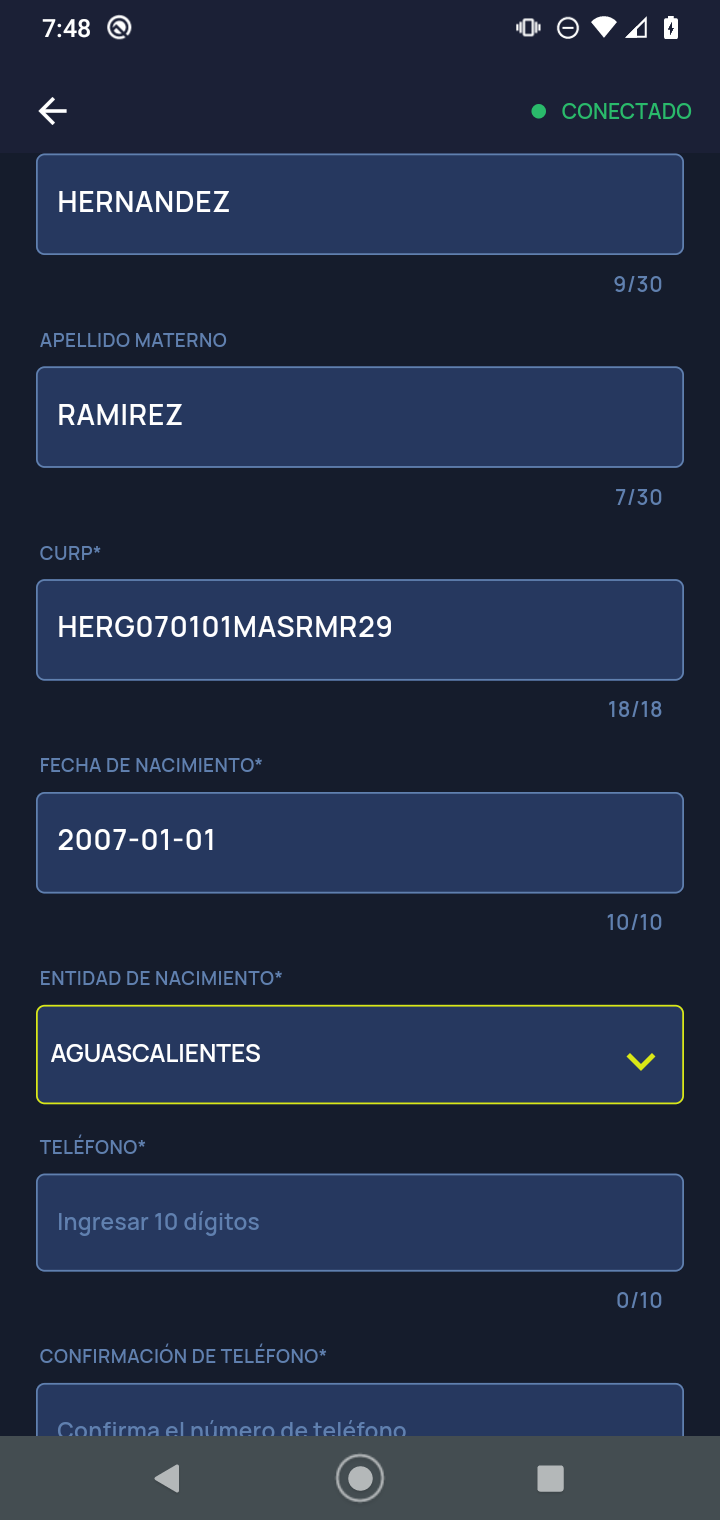 7:48
CONECTADO
HERNANDEZ
9/30
APELLIDO MATERNO
RAMIREZ
7/30
CURP*
HERG070101MASRMR29
18/18
FECHA DE NACIMIENTO*
2007-01-01
10/10
ENTIDAD DE NACIMIENTO*
AGUASCALIENTES
TELÉFONO*
Ingresar 10 dígitos
0/10
CONFIRMACIÓN DE TELÉFONO*
Confirma el número de teléfono